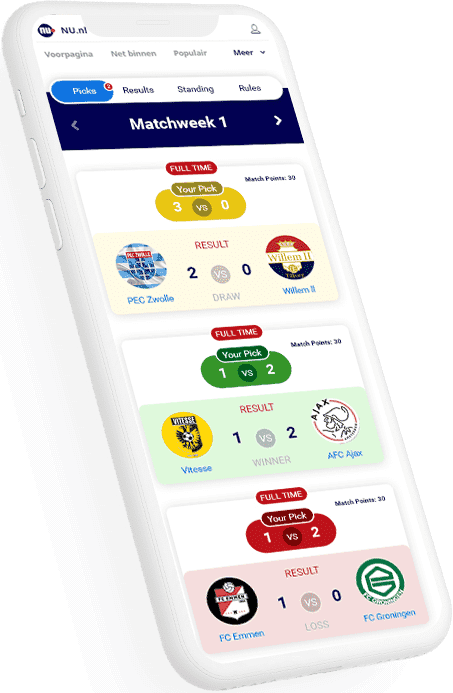 nu NU.nl
Voorpagina Net binnen Populair Meer
Picks 2 Results Standing Rules
Matchweek 1
FULL TIME
Your Pick Match Points: 30
3 VS 0
RESULT
PEC ZWOLLE 2 VS 0 Willem II
PEC Zwolle DRAW Willem II
FULL TIME
Your Pick Match Points: 30
1 VS 2
RESULT
VITESSE 1 VS 2 AJAX
Vitesse WINNER AFC Ajax
FULL TIME
Your Pick Match Points: 30
1 VS 2
RESULT
F.C. EMMEN 1 VS 0 FC GRONINGEN
FC Emmen LOSS FC Groningen